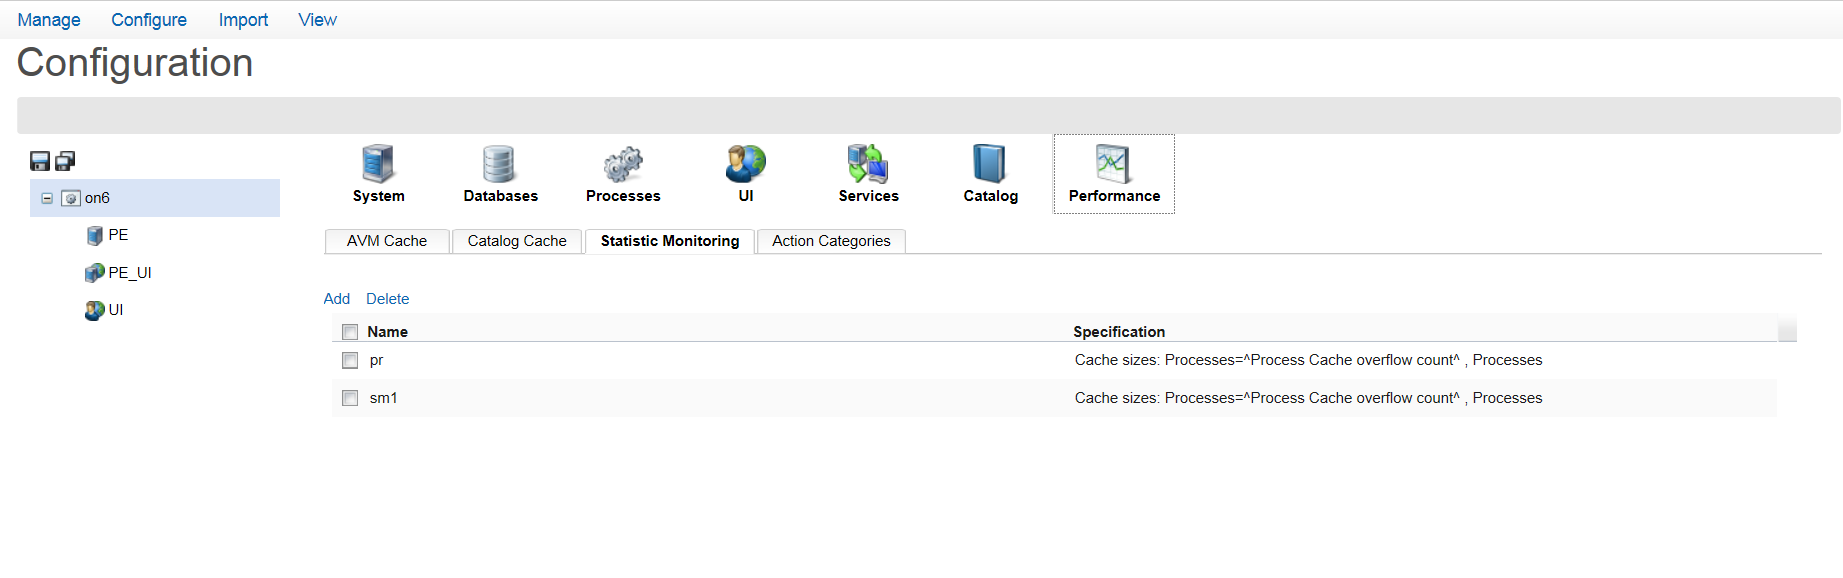 Manage Configure Import View
Configuration
System Databases Processes UI Services Catalog Performance
on6
PE
PE_UI
UI
AVM Cache Catalog Cache Statistic Monitoring Action Categories
Add Delete
Name Specification
pr Cache sizes: Processes=^Process Cache overflow count^ , Processes
sm1 Cache sizes: Processes=^Process Cache overflow count^ , Processes